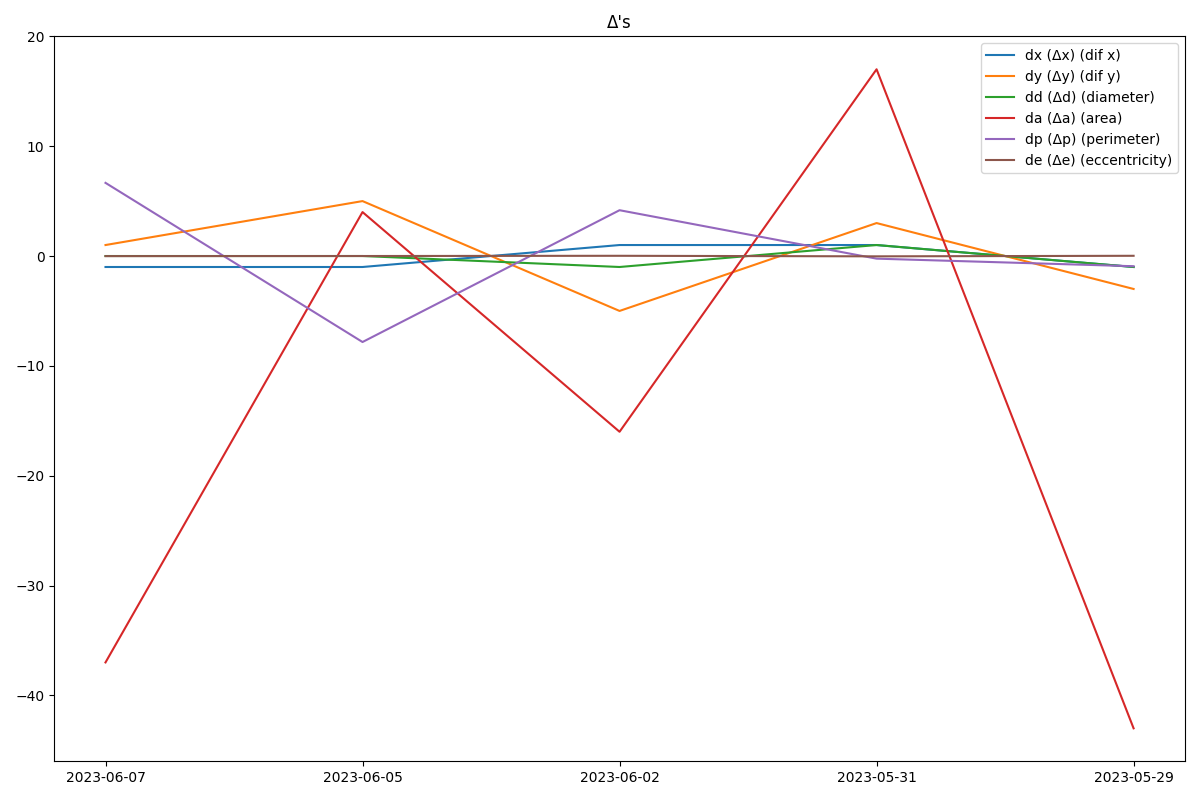 Δ's
20
10
0
−10
−20
−30
−40
dx (Δx) (dif x)
dy (Δy) (dif y)
dd (Δd) (diameter)
da (Δa) (area)
dp (Δp) (perimeter)
de (Δe) (eccentricity)
2023-06-07 2023-06-05 2023-06-02 2023-05-31 2023-05-29